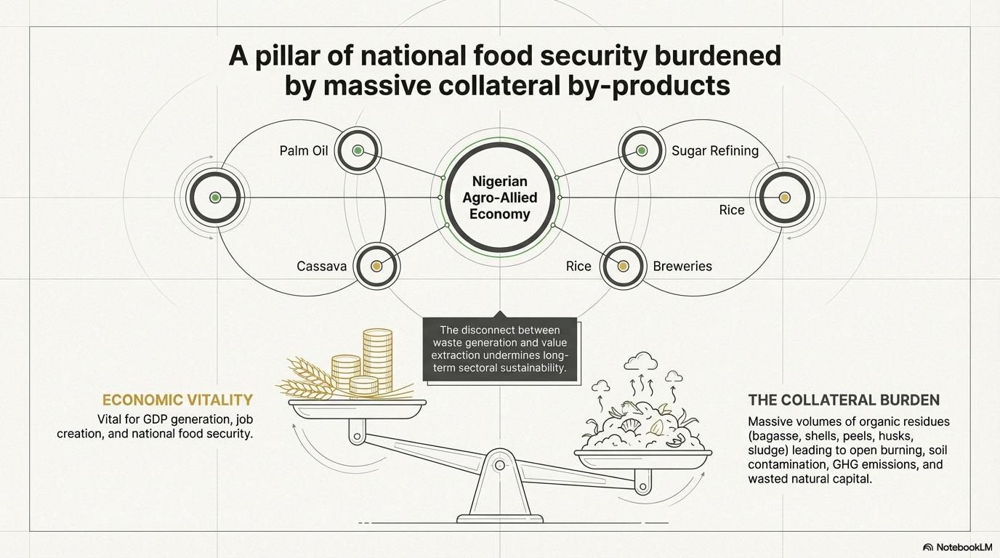 A pillar of national food security burdened
by massive collateral by-products
Palm Oil
Cassava
Nigerian
Agro-Allied
Economy
Sugar Refining
Rice
Rice
Breweries
The disconnect between
waste generation and value
extraction undermines long-
term sectoral sustainability.
ECONOMIC VITALITY
Vital for GDP generation, job
creation, and national food security.
THE COLLATERAL BURDEN
Massive volumes of organic residues
(bagasse, shells, peels, husks,
sludge) leading to open burning, soil
contamination, GHG emissions, and
wasted natural capital.
NotebookLM